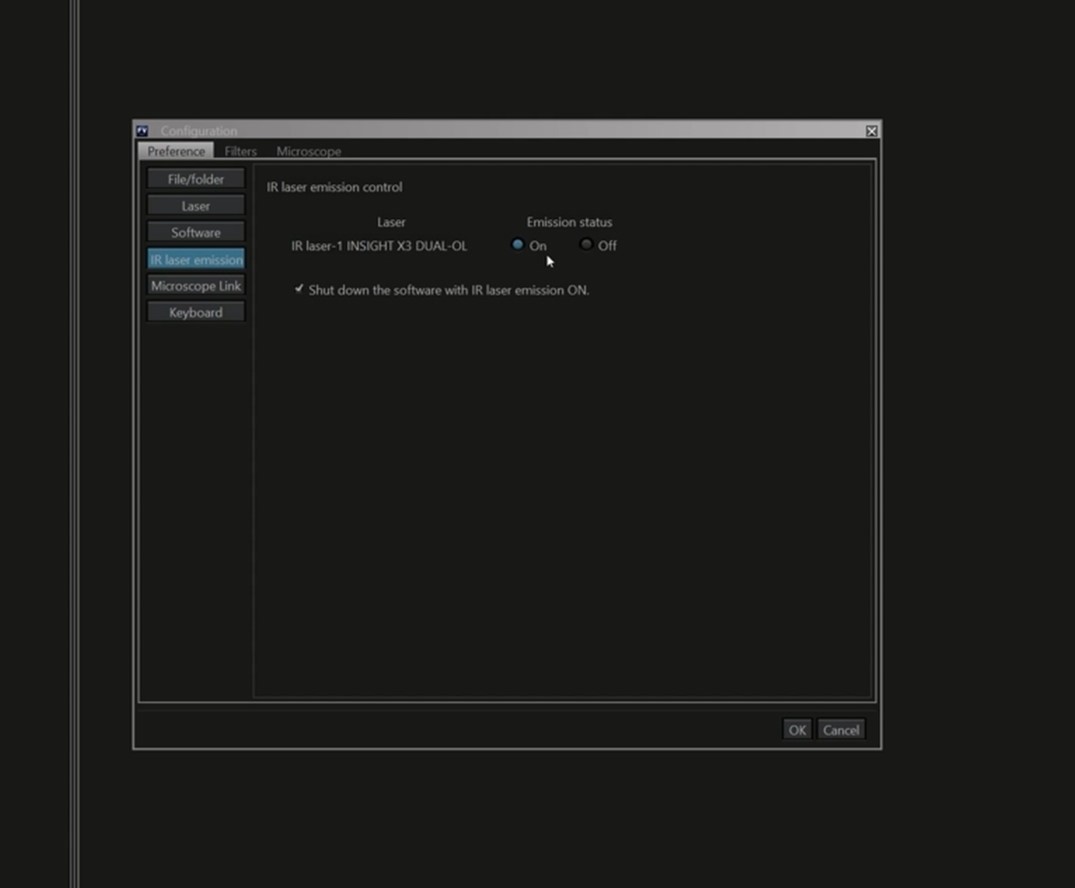 FV Configuration
Preference Filters Microscope
File/folder
Laser
Software
IR laser emission
Microscope Link
Keyboard
IR laser emission control
Laser Emission status
IR laser-1 INSIGHT X3 DUAL-OL On Off
Shut down the software with IR laser emission ON.
OK Cancel